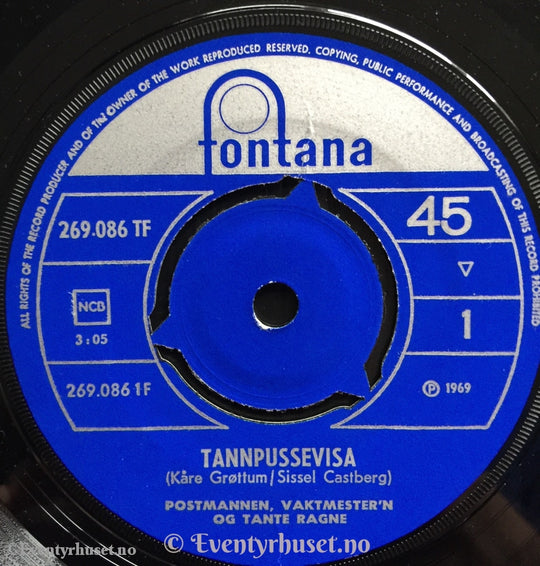 ALL RIGHTS OF THE RECORD PRODUCER AND OF THE OWNER OF THE WORK REPRODUCED RESERVED. COPYING, PUBLIC PERFORMANCE AND BROADCASTING OF THIS RECORD PROHIBITED
fontana
269.086 TF
45
NCB
3:05
1
269.086 1F
℗ 1969
TANNPUSSEVISA
(Kåre Grøttum/Sissel Castberg)
POSTMANNEN, VAKTMESTER'N
OG TANTE RAGNE
© Eventyrhuset.no
© Eventyrhuset.no